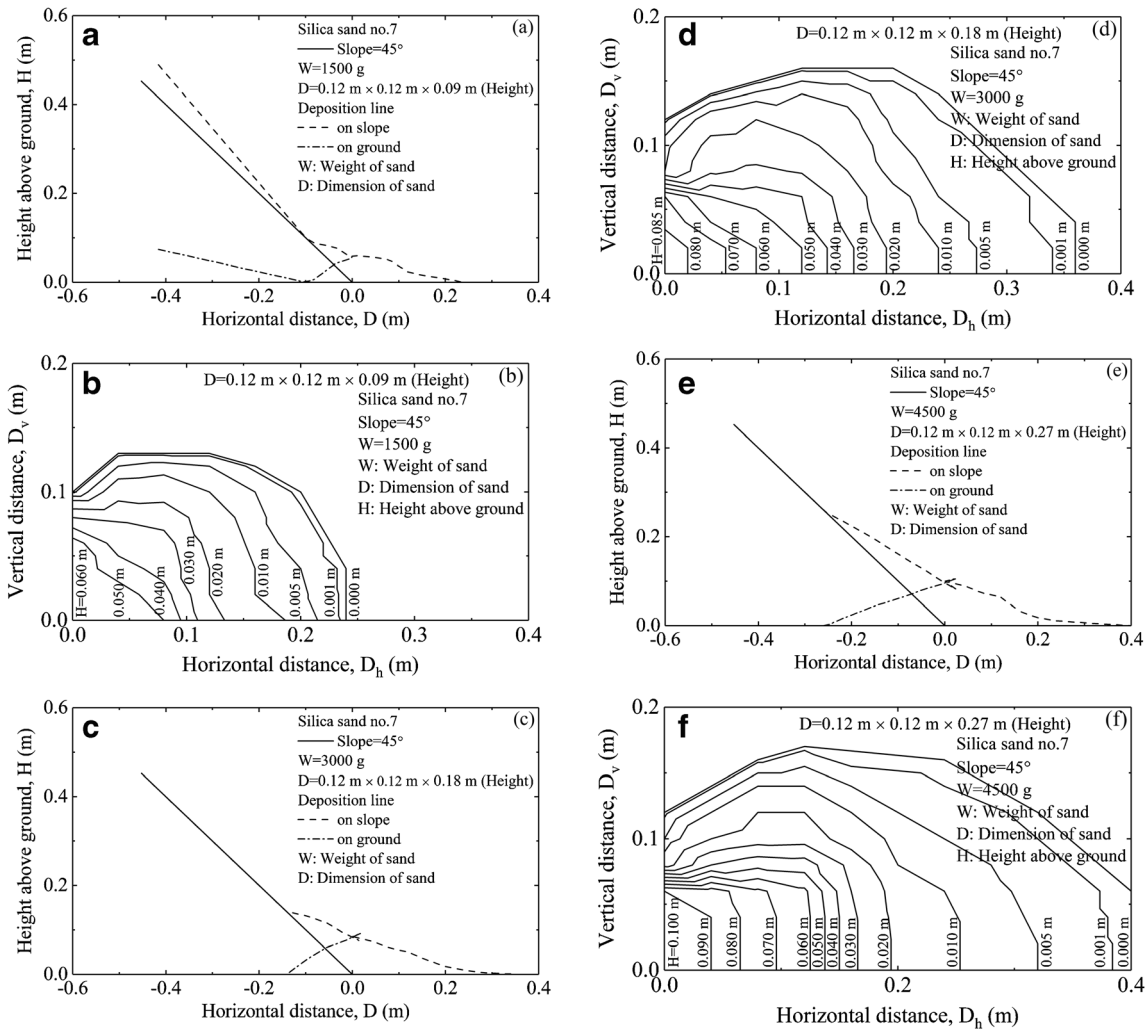 a
(a)
Silica sand no.7
Slope=45°
W=1500 g
D=0.12 m × 0.12 m × 0.09 m (Height)
Deposition line
on slope
on ground
W: Weight of sand
D: Dimension of sand
Height above ground, H (m)
0.6
0.4
0.2
0.0
-0.6 -0.4 -0.2 0.0 0.2 0.4
Horizontal distance, D (m)
b
(b)
D=0.12 m × 0.12 m × 0.09 m (Height)
Silica sand no.7
Slope=45°
W=1500 g
W: Weight of sand
D: Dimension of sand
H: Height above ground
Vertical distance, Dv (m)
0.2
0.1
0.0
H=0.060 m
0.050 m
0.040 m
0.030 m
0.020 m
0.010 m
0.005 m
0.001 m
0.000 m
0.0 0.1 0.2 0.3 0.4
Horizontal distance, Dh (m)
c
(c)
Silica sand no.7
Slope=45°
W=3000 g
D=0.12 m × 0.12 m × 0.18 m (Height)
Deposition line
on slope
on ground
W: Weight of sand
D: Dimension of sand
Height above ground, H (m)
0.6
0.4
0.2
0.0
-0.6 -0.4 -0.2 0.0 0.2 0.4
Horizontal distance, D (m)
d
(d)
D=0.12 m × 0.12 m × 0.18 m (Height)
Silica sand no.7
Slope=45°
W=3000 g
W: Weight of sand
D: Dimension of sand
H: Height above ground
Vertical distance, Dv (m)
0.2
0.1
0.0
H=0.085 m
0.080 m
0.070 m
0.060 m
0.050 m
0.040 m
0.030 m
0.020 m
0.010 m
0.005 m
0.001 m
0.000 m
0.0 0.1 0.2 0.3 0.4
Horizontal distance, Dh (m)
e
(e)
Silica sand no.7
Slope=45°
W=4500 g
D=0.12 m × 0.12 m × 0.27 m (Height)
Deposition line
on slope
on ground
W: Weight of sand
D: Dimension of sand
Height above ground, H (m)
0.6
0.4
0.2
0.0
-0.6 -0.4 -0.2 0.0 0.2 0.4
Horizontal distance, D (m)
f
(f)
D=0.12 m × 0.12 m × 0.27 m (Height)
Silica sand no.7
Slope=45°
W=4500 g
W: Weight of sand
D: Dimension of sand
H: Height above ground
Vertical distance, Dv (m)
0.2
0.1
0.0
H=0.100 m
0.090 m
0.080 m
0.070 m
0.060 m
0.050 m
0.040 m
0.030 m
0.020 m
0.010 m
0.005 m
0.001 m
0.000 m
0.0 0.2 0.4
Horizontal distance, Dh (m)